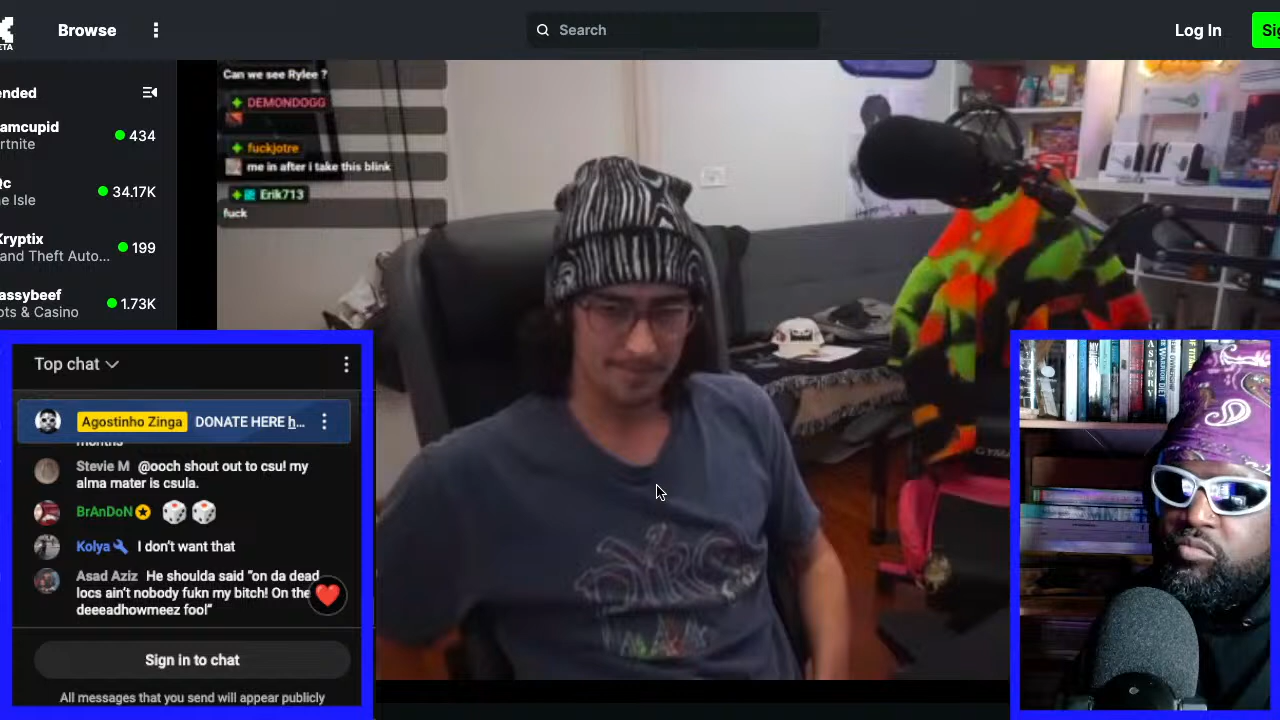 ETA
Browse
Search
Log In
ended
amcupid
rtnite
434
Qc
e Isle
34.17K
Kryptix
and Theft Auto...
199
assybeef
ots & Casino
1.73K
Can we see Rylee ?
DEMONDOGG
fuckjotre
me in after i take this blink
Erik713
fuck
Top chat
Agostinho Zinga DONATE HERE h...
months
Stevie M @ooch shout out to csu! my
alma mater is csula.
BrAnDoN
Kolya I don't want that
Asad Aziz He shoulda said "on da dead
locs ain't nobody fukn my bitch! On the
deeeadhowmeez fool"
Sign in to chat
All messages that you send will appear publicly